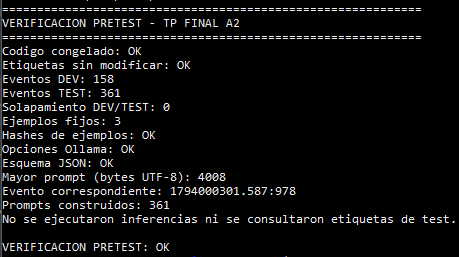 ============================================================
VERIFICACION PRETEST - TP FINAL A2
============================================================
Codigo congelado: OK
Etiquetas sin modificar: OK
Eventos DEV: 158
Eventos TEST: 361
Solapamiento DEV/TEST: 0
Ejemplos fijos: 3
Hashes de ejemplos: OK
Opciones Ollama: OK
Esquema JSON: OK
Mayor prompt (bytes UTF-8): 4008
Evento correspondiente: 1794000301.587:978
Prompts construidos: 361
No se ejecutaron inferencias ni se consultaron etiquetas de test.

VERIFICACION PRETEST: OK